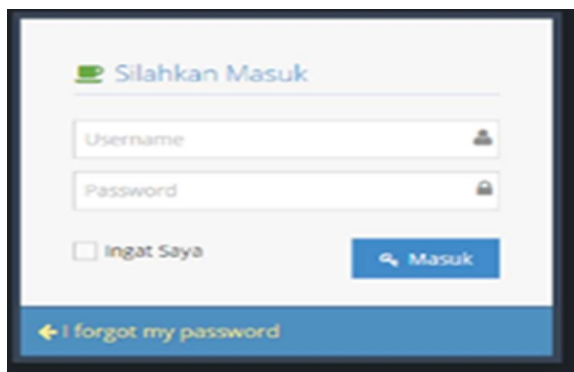 Silahkan Masuk
Username
Password
Ingat Saya
Masuk
I forgot my password